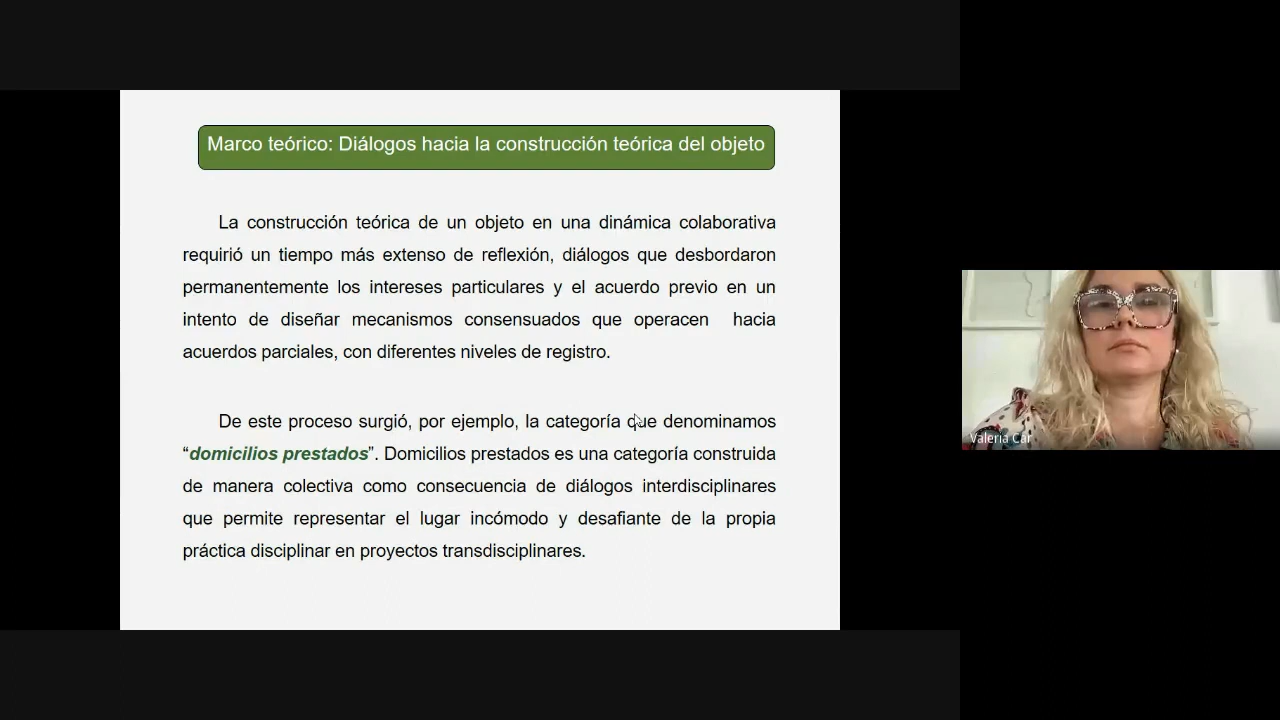 Marco teórico: Diálogos hacia la construcción teórica del objeto
La construcción teórica de un objeto en una dinámica colaborativa
requirió un tiempo más extenso de reflexión, diálogos que desbordaron
permanentemente los intereses particulares y el acuerdo previo en un
intento de diseñar mecanismos consensuados que operacen hacia
acuerdos parciales, con diferentes niveles de registro.
De este proceso surgió, por ejemplo, la categoría que denominamos
“domicilios prestados”. Domicilios prestados es una categoría construida
de manera colectiva como consecuencia de diálogos interdisciplinares
que permite representar el lugar incómodo y desafiante de la propia
práctica disciplinar en proyectos transdisciplinares.
Valeria Car